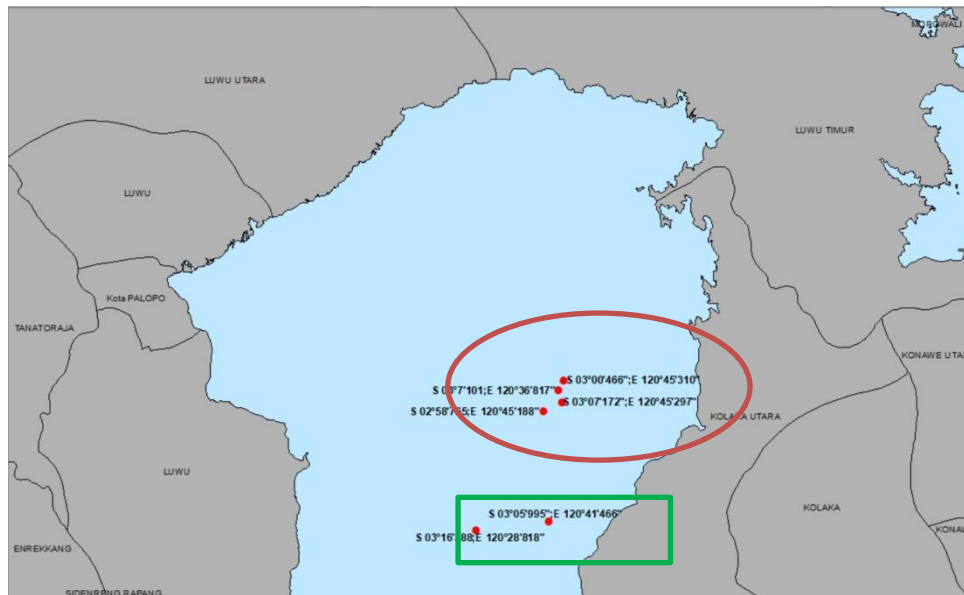 MOROWALI
LUWU UTARA
LUWU TIMUR
LUWU
Kota PALOPO
TANATORAJA
KONAWE UTA
S 03°00'466";E 120°45'310"
S 03°7'101;E 120°36'817"
S 03°07'172";E 120°45'297"
S 02°58'765;E 120°45'188"
KOLAKA UTARA
LUWU
KOLAKA
S 03°05'995";E 120°41'466"
KONA
S 03°16' 88;E 120°28'818"
ENREKKANG
SIDENRENG RAPANG